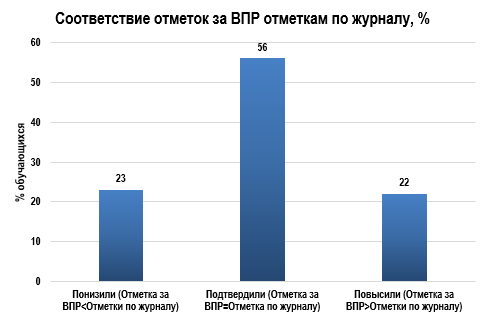 Соответствие отметок за ВПР отметкам по журналу, %
60
50
40
30
20
10
0
% обучающихся
23
56
22
Понизили (Отметка за
ВПР<Отметки по журналу)
Подтвердили (Отметка за
ВПР=Отметка по журналу)
Повысили (Отметка за
ВПР>Отметки по журналу)